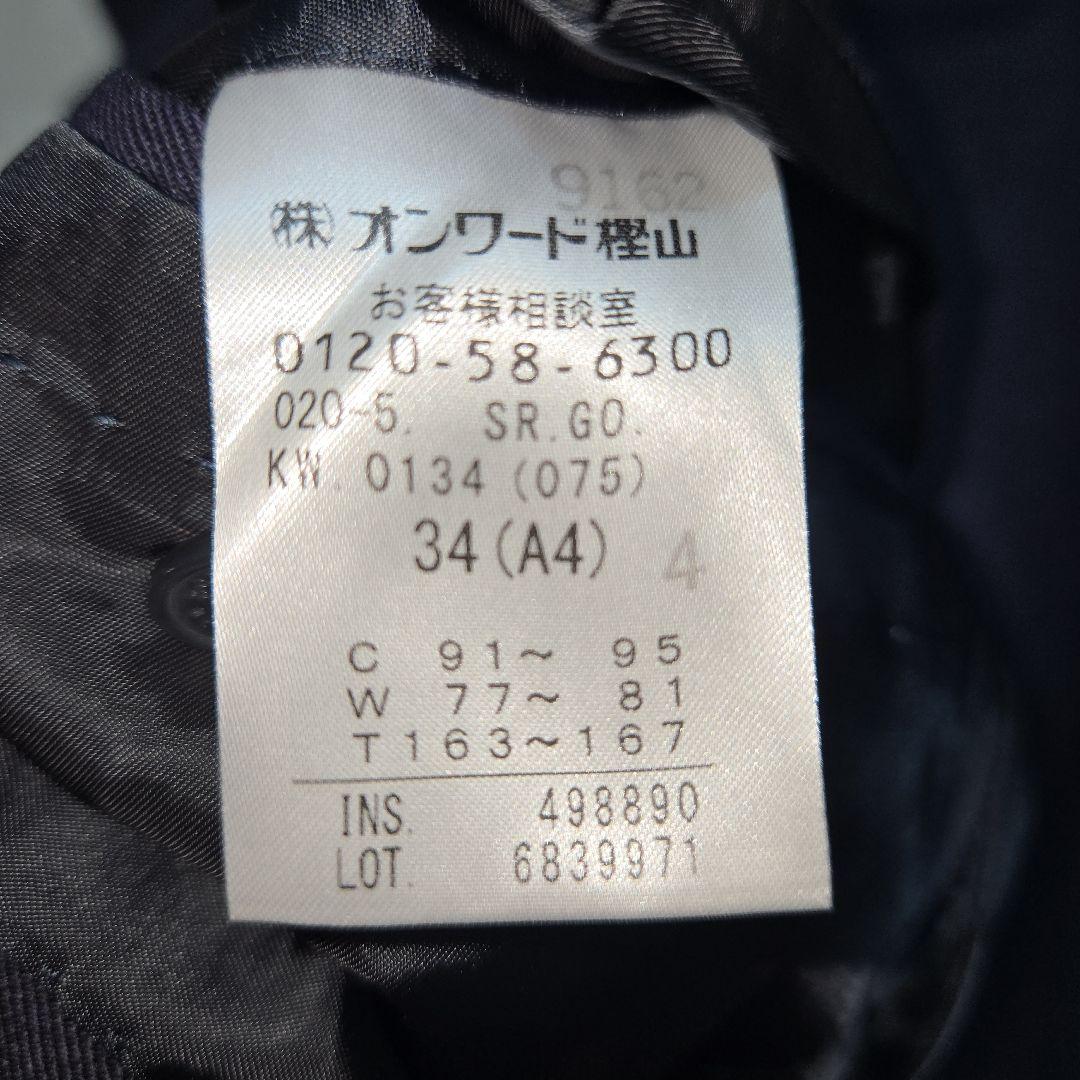 9162
㈱オンワード樫山
お客様相談室
0120-58-6300
020-5. SR.GO.
KW. 0134 (075)
34(A4) 4
C 91～ 95
W 77～ 81
T163～167
INS. 498890
LOT. 6839971